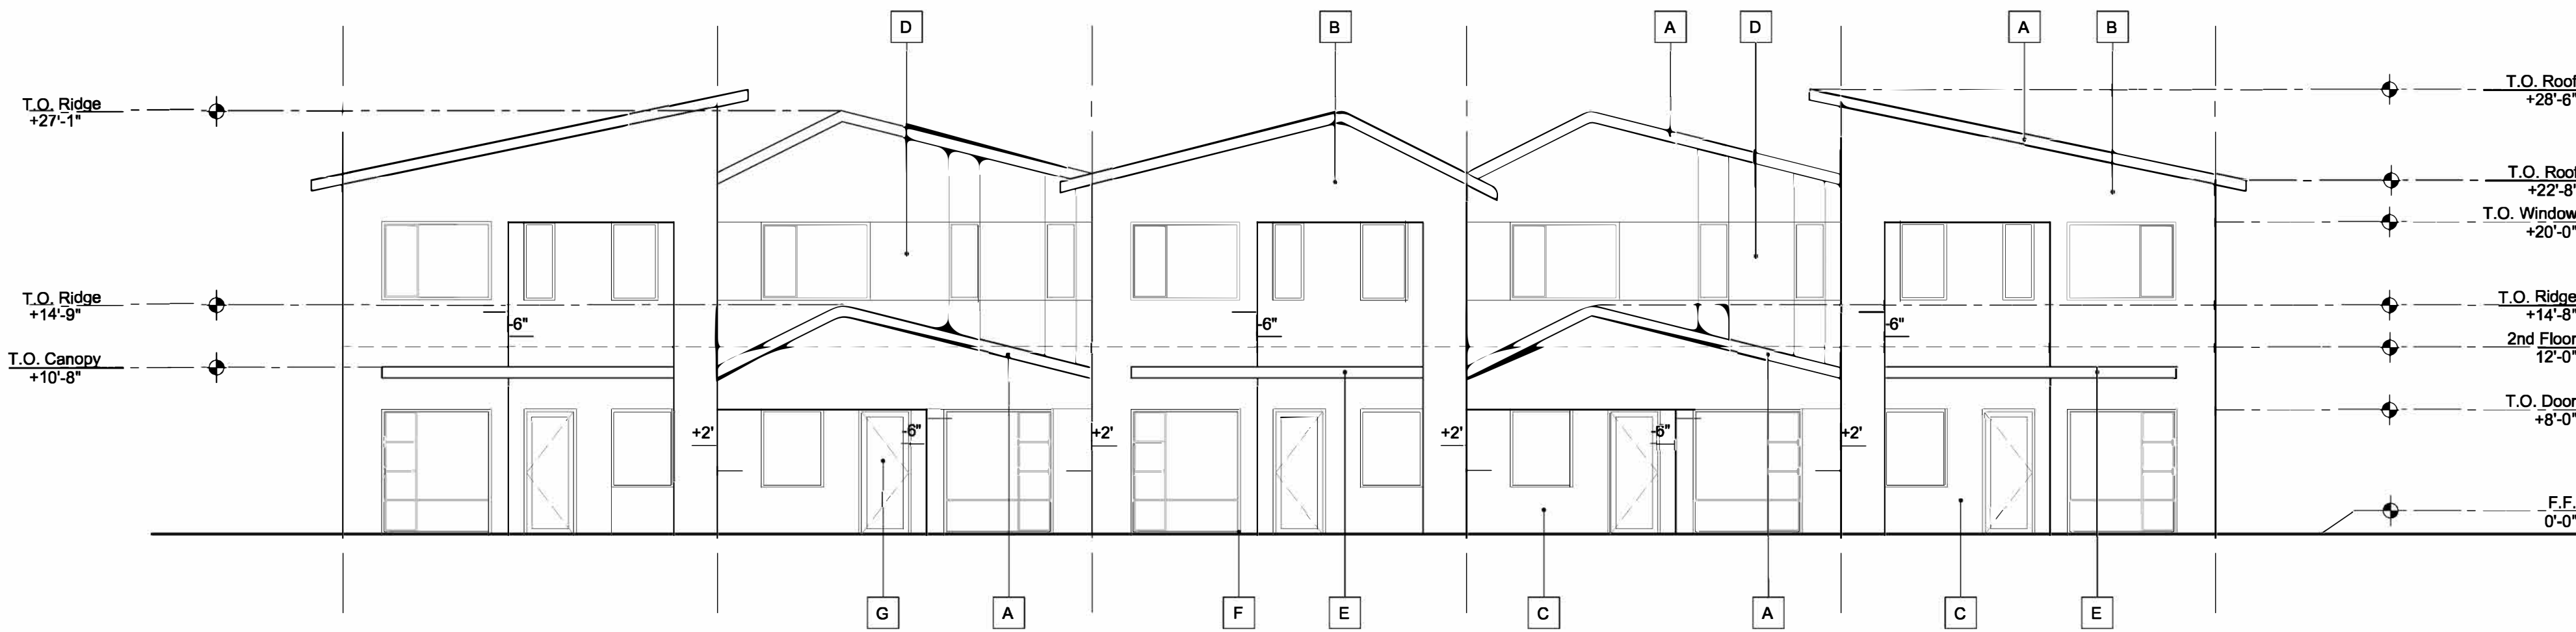 D
B
A
D
A
B
T.O. Ridge
+27'-1"
T.O. Roof
+28'-6"
T.O. Roof
+22'-8"
T.O. Window
+20'-0"
T.O. Ridge
+14'-9"
T.O. Ridge
+14'-8"
-6"
-6"
-6"
2nd Floor
12'-0"
T.O. Canopy
+10'-8"
T.O. Door
+8'-0"
+2'
-6"
+2'
+2'
-6"
+2'
F.F.
0'-0"
G
A
F
E
C
A
C
E